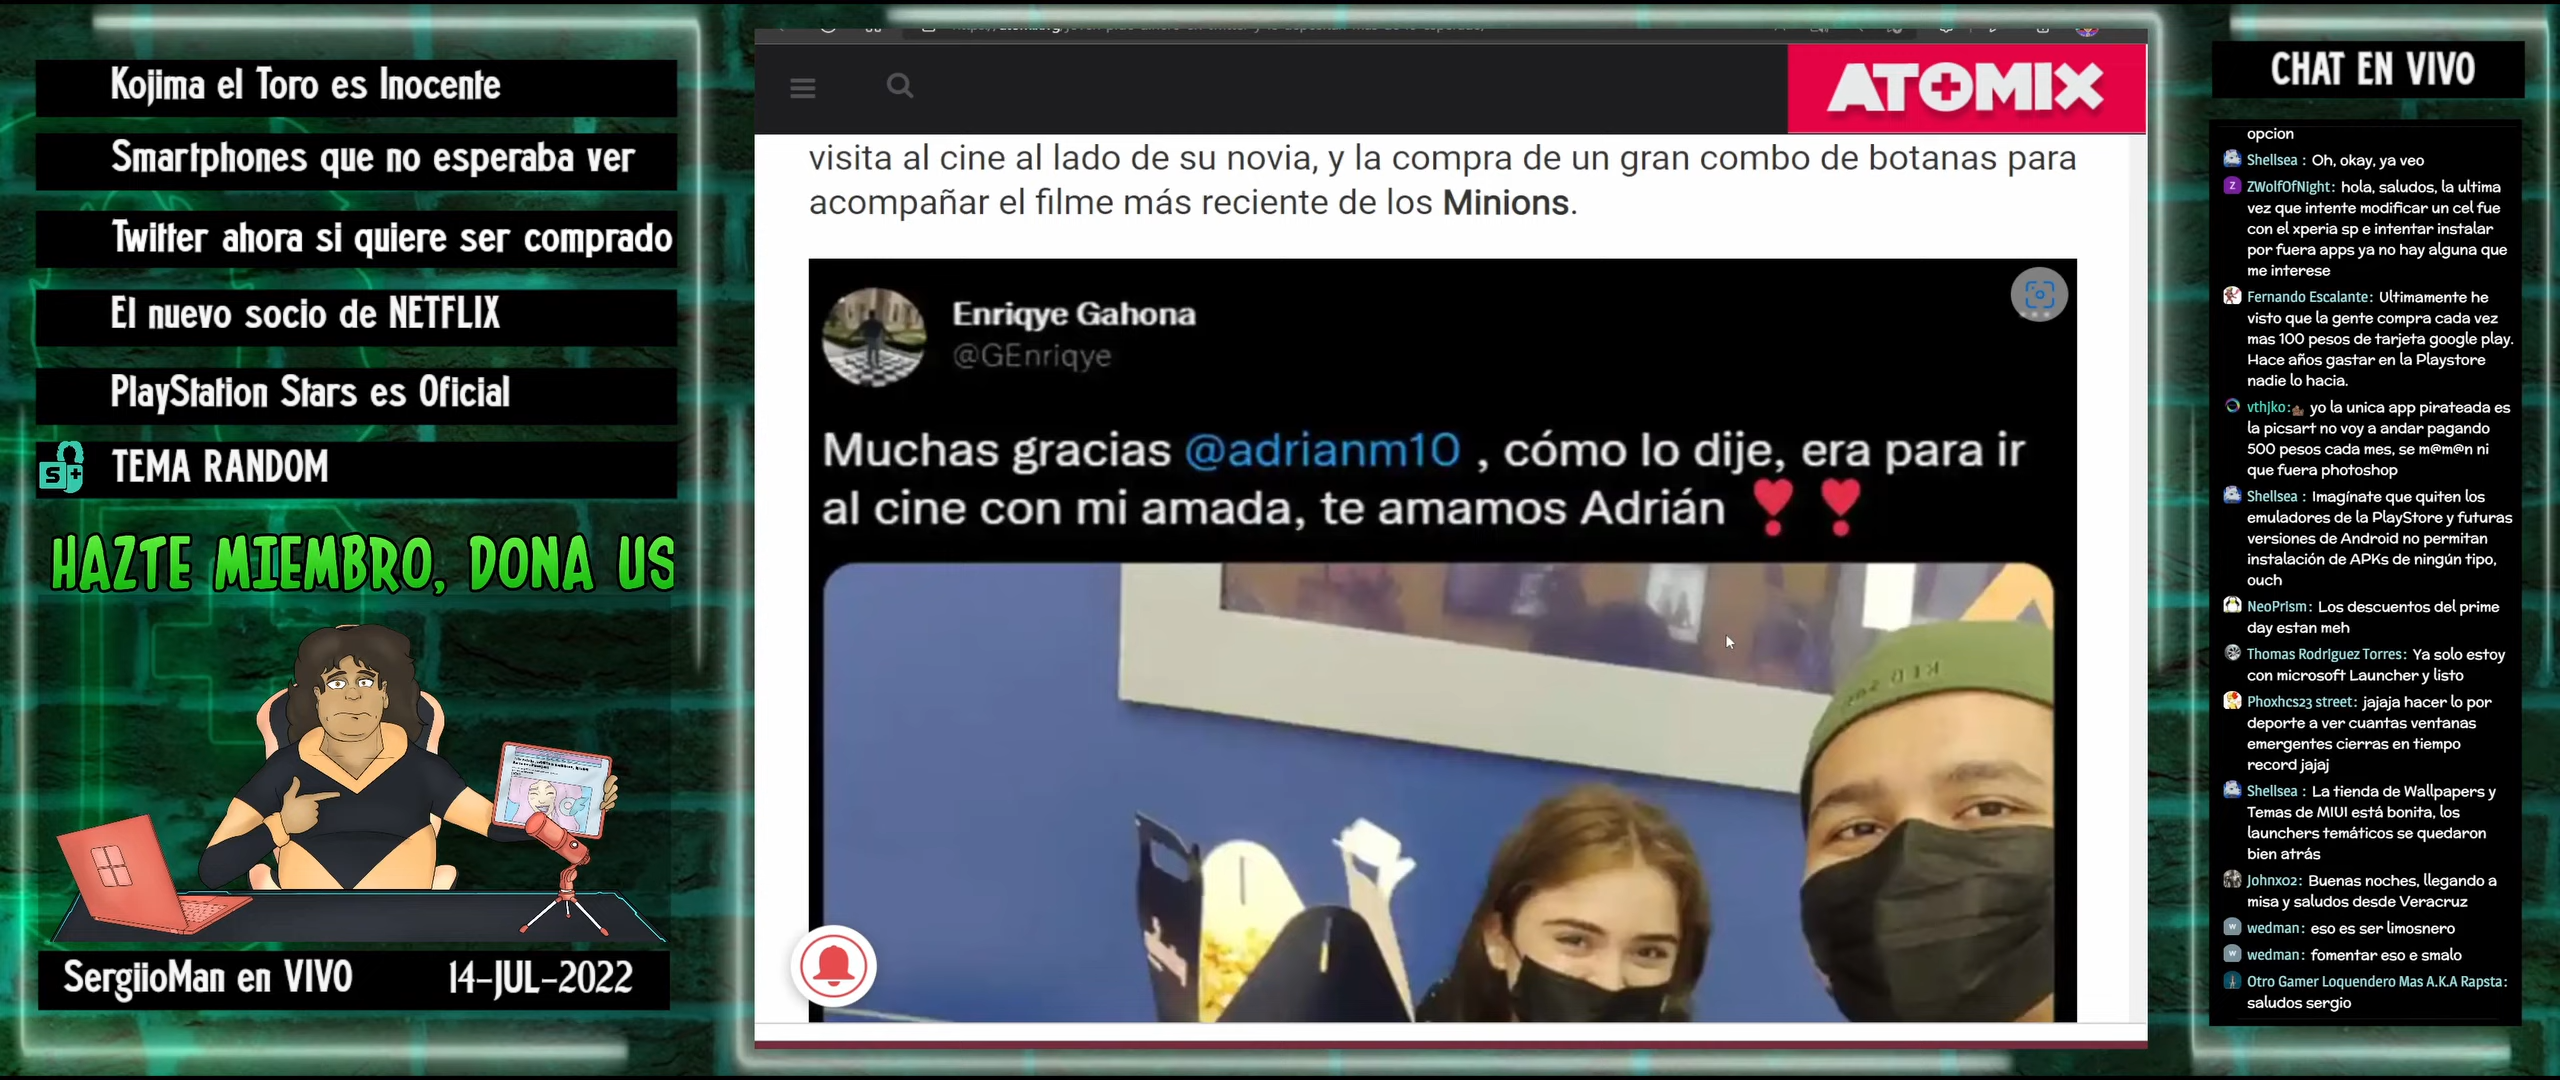 Kojima el Toro es Inocente
Smartphones que no esperaba ver
Twitter ahora si quiere ser comprado
El nuevo socio de NETFLIX
PlayStation Stars es Oficial
S+
TEMA RANDOM
HAZTE MIEMBRO, DONA US
SergiioMan en VIVO
14-JUL-2022
ATOMIX
visita al cine al lado de su novia, y la compra de un gran combo de botanas para
acompañar el filme más reciente de los Minions.
Enriqye Gahona
@GEnriqye
Muchas gracias @adrianm10 , cómo lo dije, era para ir
al cine con mi amada, te amamos Adrián
CHAT EN VIVO
opcion
Shellsea : Oh, okay, ya veo
Z ZWolfOfNight: hola, saludos, la ultima
vez que intente modificar un cel fue
con el xperia sp e intentar instalar
por fuera apps ya no hay alguna que
me interese
Fernando Escalante: Ultimamente he
visto que la gente compra cada vez
mas 100 pesos de tarjeta google play.
Hace años gastar en la Playstore
nadie lo hacia.
vthjko: yo la unica app pirateada es
la picsart no voy a andar pagando
500 pesos cada mes, se m@m@n ni
que fuera photoshop
Shellsea : Imagínate que quiten los
emuladores de la PlayStore y futuras
versiones de Android no permitan
instalación de APKs de ningún tipo,
ouch
NeoPrism: Los descuentos del prime
day estan meh
Thomas Rodriguez Torres: Ya solo estoy
con microsoft Launcher y listo
Phoxhcs23 street: jajaja hacer lo por
deporte a ver cuantas ventanas
emergentes cierras en tiempo
record jajaj
Shellsea : La tienda de Wallpapers y
Temas de MIUI está bonita, los
launchers temáticos se quedaron
bien atrás
Johnx02: Buenas noches, llegando a
misa y saludos desde Veracruz
W wedman: eso es ser limosnero
W wedman: fomentar eso e smalo
Otro Gamer Loquendero Mas A.K.A Rapsta:
saludos sergio